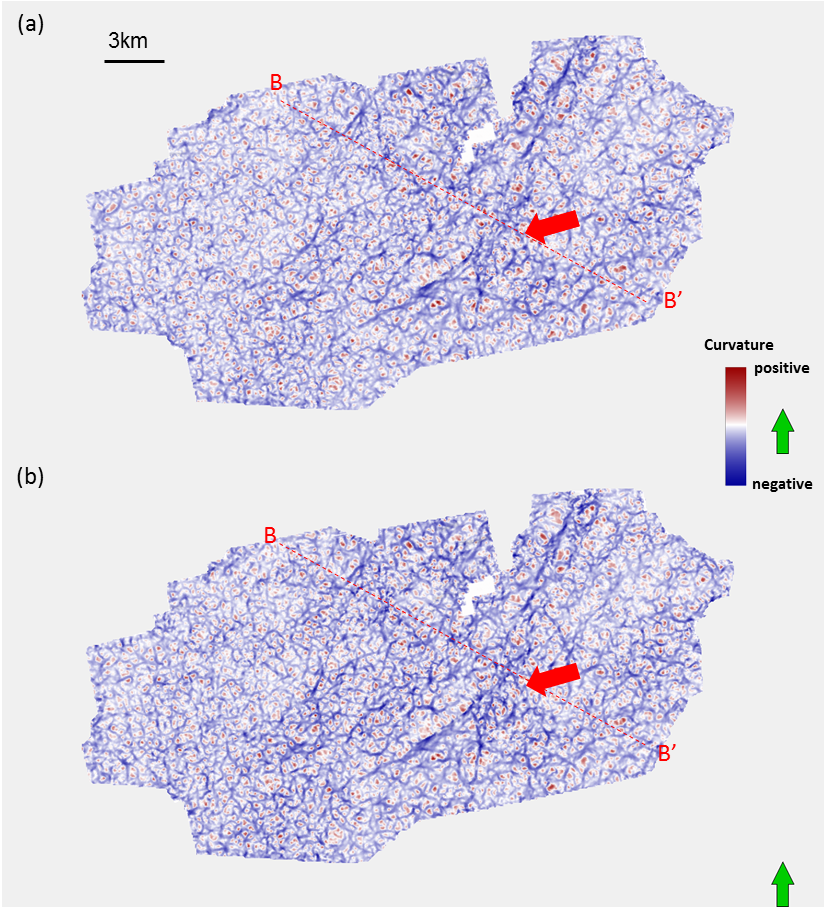 (a)
3km
B
B’
Curvature
positive
negative
(b)
B
B’